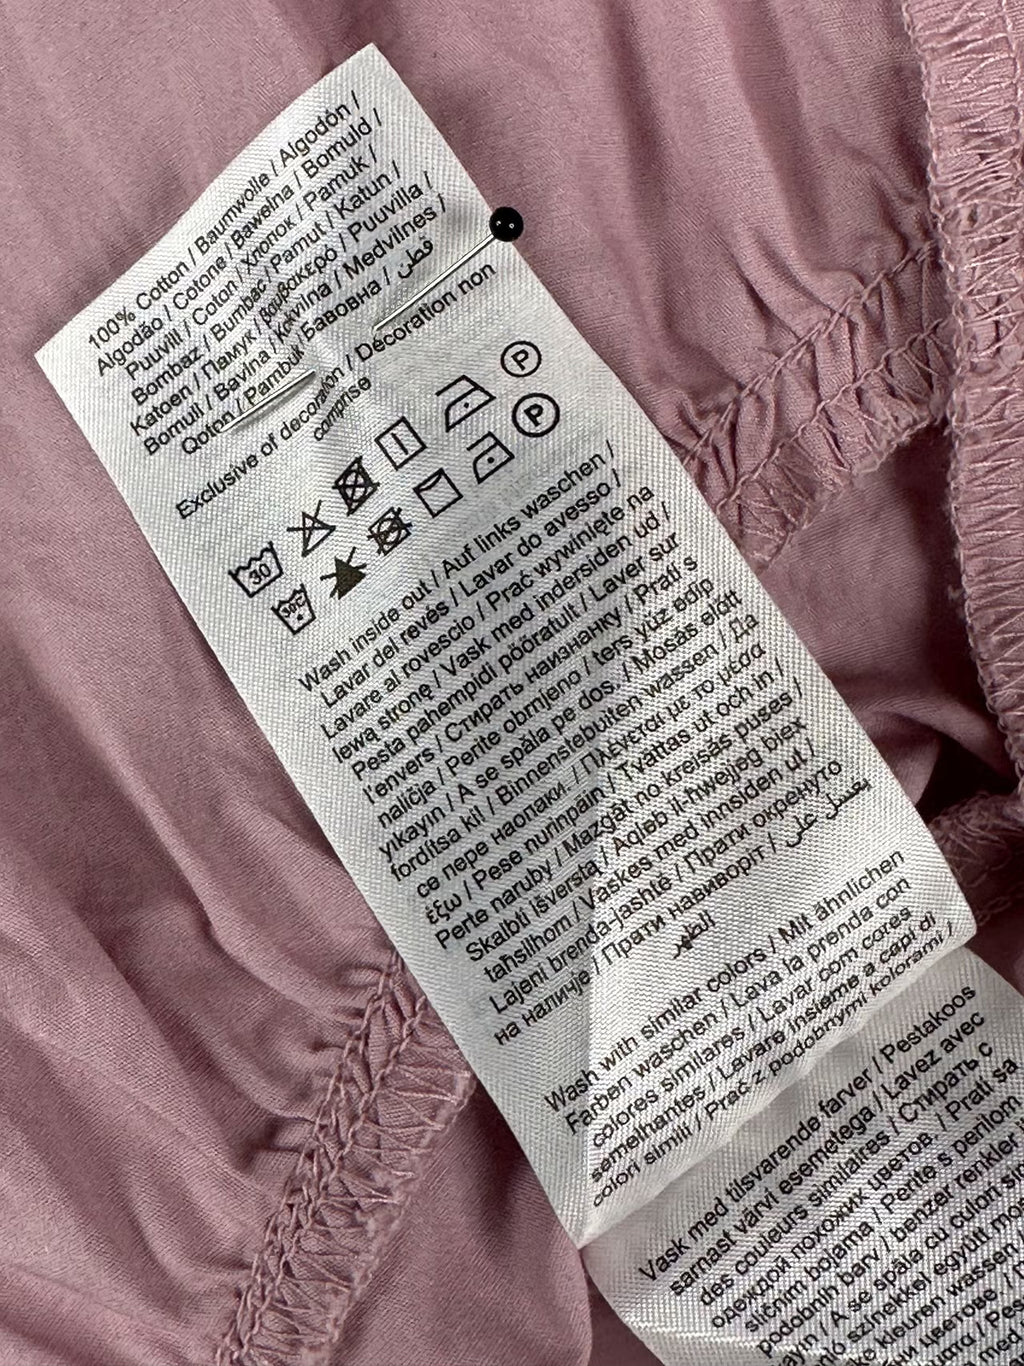 100% Cotton / Baumwolle / Algodón /
Algodão / Cotone / Bawełna / Bomuld /
Puuvill / Coton / Хлопок / Pamuk /
Bombaz / Bumbac / Pamut / Katun /
Katoen / Памук / βαμβακερό / Puuvilla /
Bomull / Bavlna / Kokvilna / Medvilnes /
Qoton / Pambuk / Бавовна / قطن
Exclusive of decoration / Décoration non
comprise
P
30
P
30C
Wash inside out / Auf links waschen /
Lavar del revés / Lavar do avesso /
Lavare al rovescio / Prać wywinięte na
lewą stronę / Vask med indersiden ud /
Pesta pahempidi pööratult / Laver sur
l'envers / Стирать наизнанку / Prati s
naličja / Perite obrnjeno / ters yüz edip
yıkayın / A se spăla pe dos. / Mosás előtt
fordítsa ki! / Binnenstebuiten wassen / Да
се пере наопаки. / Πλένεται με το μέσα
έξω / Pese nurinpäin / Tvättas ut och in /
Perte naruby / Mazgāt no kreisās puses /
Skalbti išverstą / Aqleb il-ħwejjeġ biex
taħsilhom / Vaskes med innsiden ut /
Lajeni brenda-jashtë / Прати окренуто
на наличје / Прати навиворіт / يغسل على
الظهر
Wash with similar colors / Mit ähnlichen
Farben waschen / Lava la prenda con
colores similares / Lavar com cores
semelhantes / Lavare insieme a capi di
colori simili / Prać z podobnymi kolorami /
Vask med tilsvarende farver / Pestakoos
samast värvi esemetega / Lavez avec
des couleurs similaires / Стирать с
одеждой похожих цветов. / Prati sa
sličnim bojama / Perite s perilom
podobnih barv / benzer renkler
/ A se spăla cu culori
színekkel együtt
kleuren wassen /
цветове. /